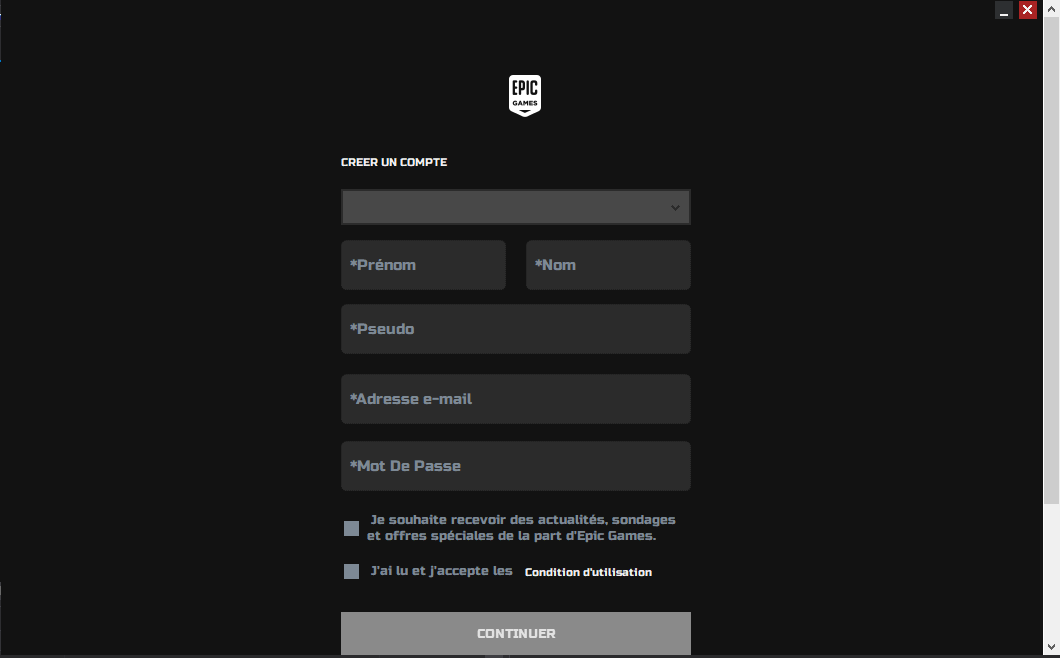 EPIC
GAMES
CREER UN COMPTE
*Prénom
*Nom
*Pseudo
*Adresse e-mail
*Mot De Passe
Je souhaite recevoir des actualités, sondages
et offres spéciales de la part d'Epic Games.
J'ai lu et j'accepte les Condition d'utilisation
CONTINUER